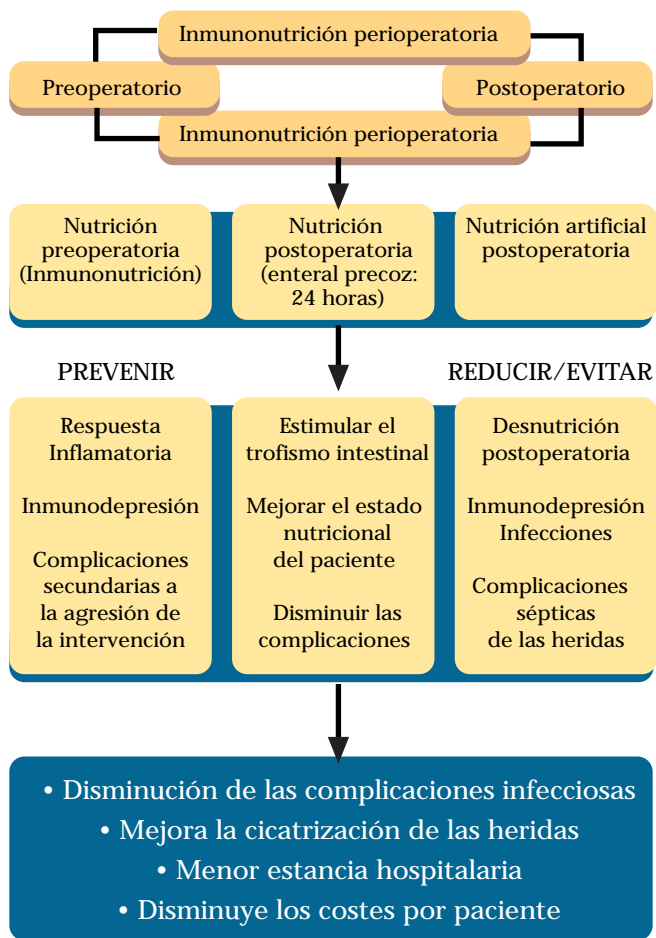 Inmunonutrición perioperatoria
Preoperatorio
Postoperatorio
Inmunonutrición perioperatoria
Nutrición
preoperatoria
(Inmunonutrición)
Nutrición
postoperatoria
(enteral precoz:
24 horas)
Nutrición artificial
postoperatoria
PREVENIR
REDUCIR/EVITAR
Respuesta
Inflamatoria
Inmunodepresión
Complicaciones
secundarias a
la agresión de
la intervención
Estimular el
trofismo intestinal
Mejorar el estado
nutricional
del paciente
Disminuir las
complicaciones
Desnutrición
postoperatoria
Inmunodepresión
Infecciones
Complicaciones
sépticas
de las heridas
• Disminución de las complicaciones infecciosas
• Mejora la cicatrización de las heridas
• Menor estancia hospitalaria
• Disminuye los costes por paciente